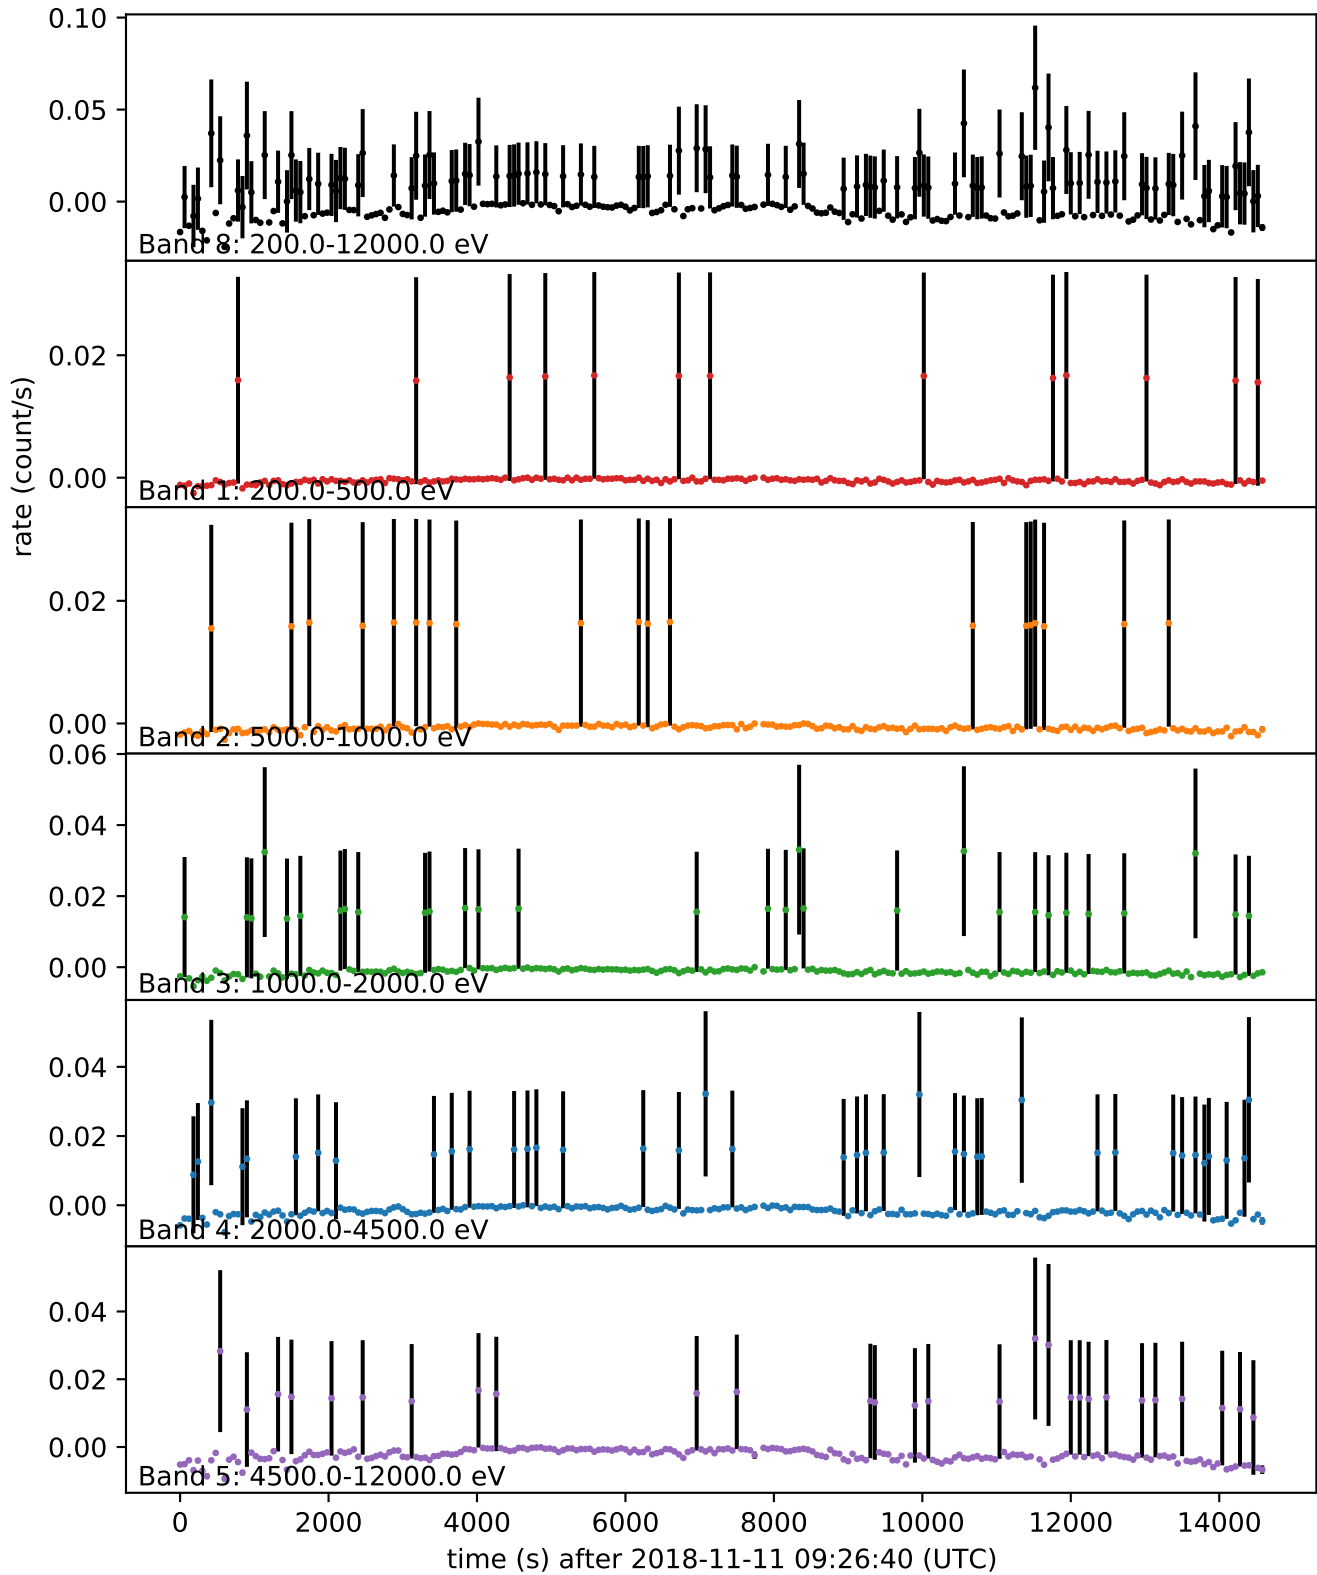 0.10
0.05
0.00
Band 8: 200.0-12000.0 eV
0.02
0.00
Band 1: 200.0-500.0 eV
0.02
0.00
Band 2: 500.0-1000.0 eV
0.06
0.04
0.02
0.00
Band 3: 1000.0-2000.0 eV
0.04
0.02
0.00
Band 4: 2000.0-4500.0 eV
0.04
0.02
0.00
Band 5: 4500.0-12000.0 eV
rate (count/s)
0 2000 4000 6000 8000 10000 12000 14000
time (s) after 2018-11-11 09:26:40 (UTC)